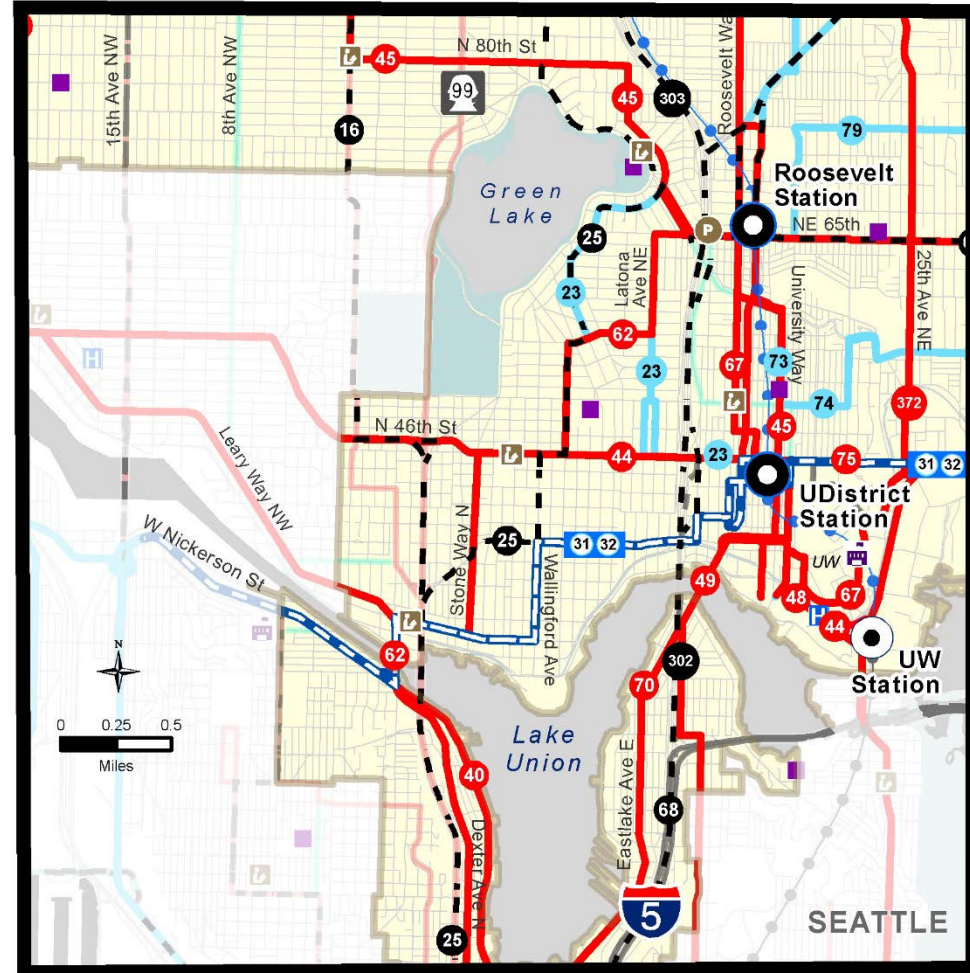 15th Ave NW
8th Ave NW
N 80th St
45
16
99
45
303
Roosevelt Wa
79
Green
Lake
Roosevelt
Station
P
NE 65th
25
Latona
Ave NE
23
62
23
67
University Way
73
74
25th Ave NE
372
H
N 46th St
45
44
23
75
31 32
UDistrict
Station
Leary Way NW
W Nickerson St
Stone Way N
25
31 32
Wallingford Ave
49
UW
48
67
H
44
UW
Station
N
62
302
0 0.25 0.5
Miles
70
Lake
Union
40
Dexter Ave N
Eastlake Ave E
68
5
25
SEATTLE